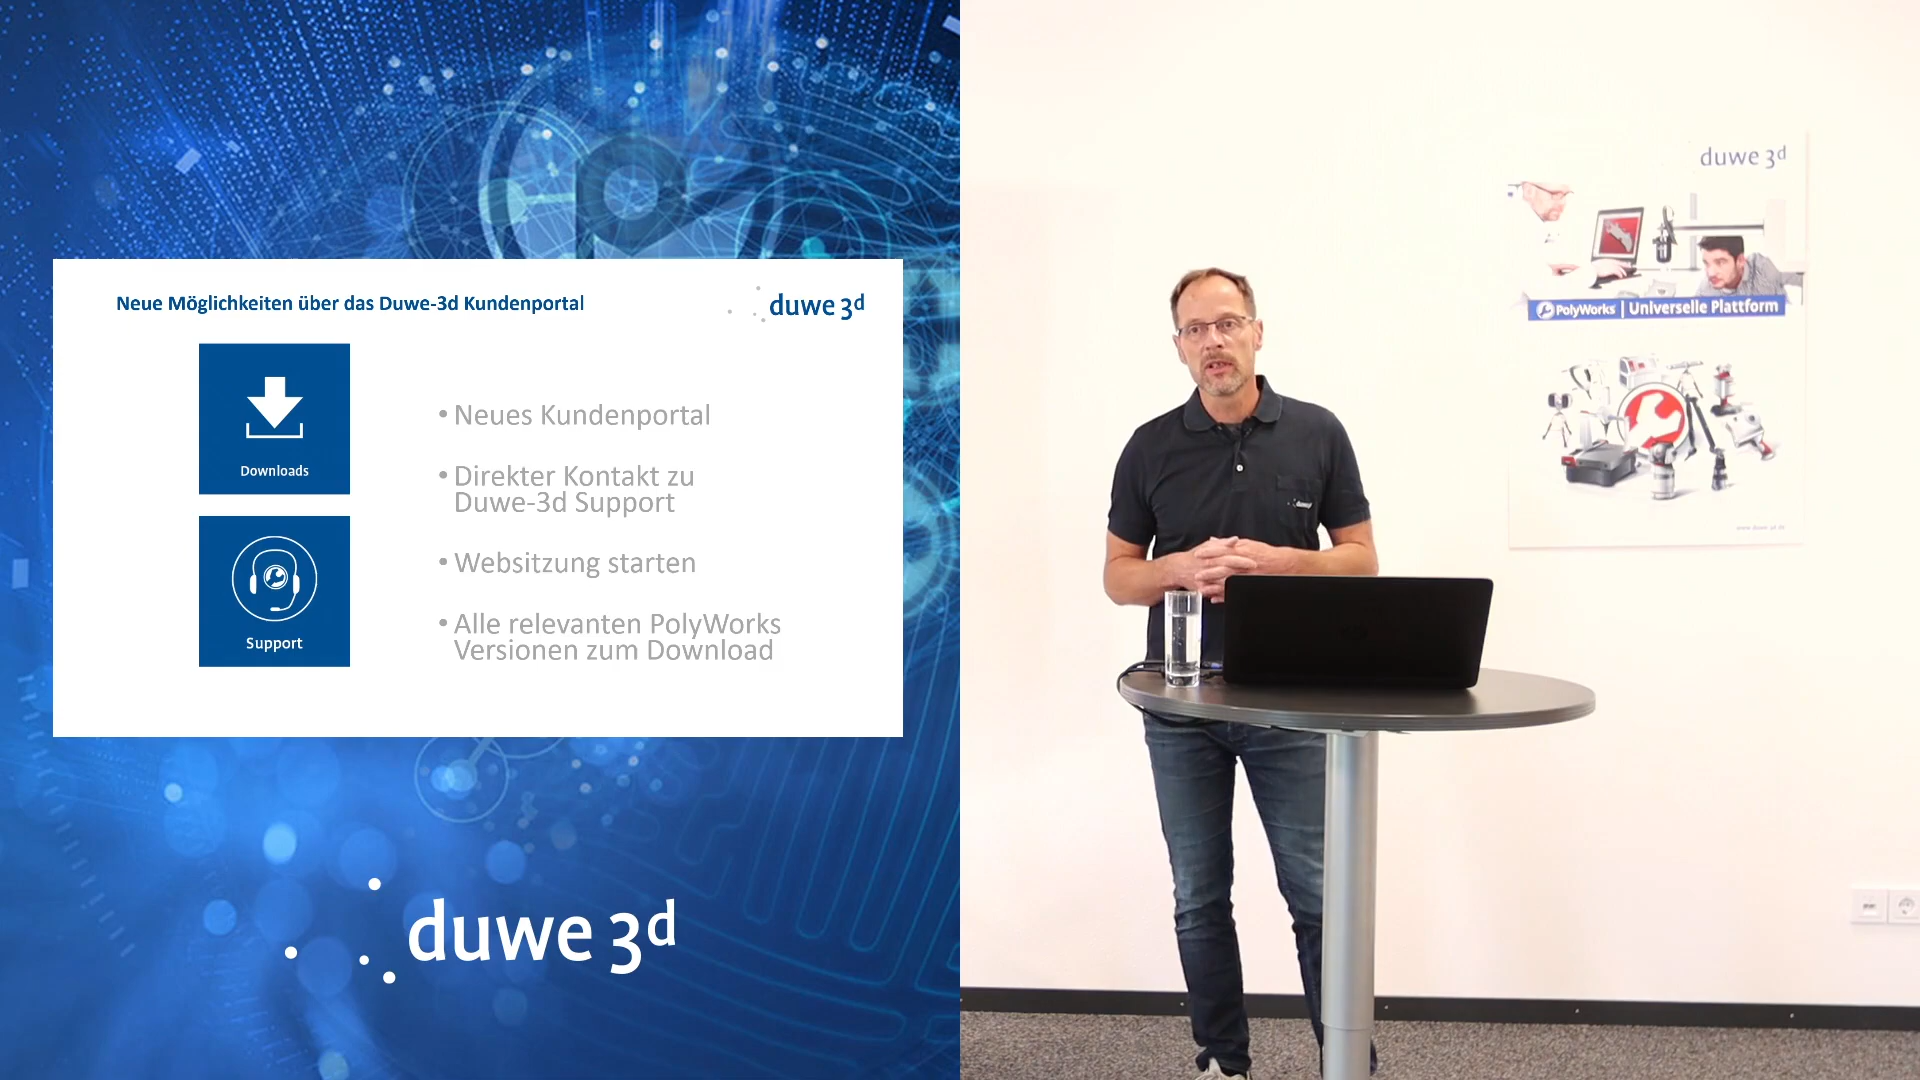 Neue Möglichkeiten über das Duwe-3d Kundenportal
duwe 3d
Downloads
Support
• Neues Kundenportal
• Direkter Kontakt zu
Duwe-3d Support
• Websitzung starten
• Alle relevanten PolyWorks
Versionen zum Download
duwe 3d
duwe 3d
PolyWorks | Universelle Plattform